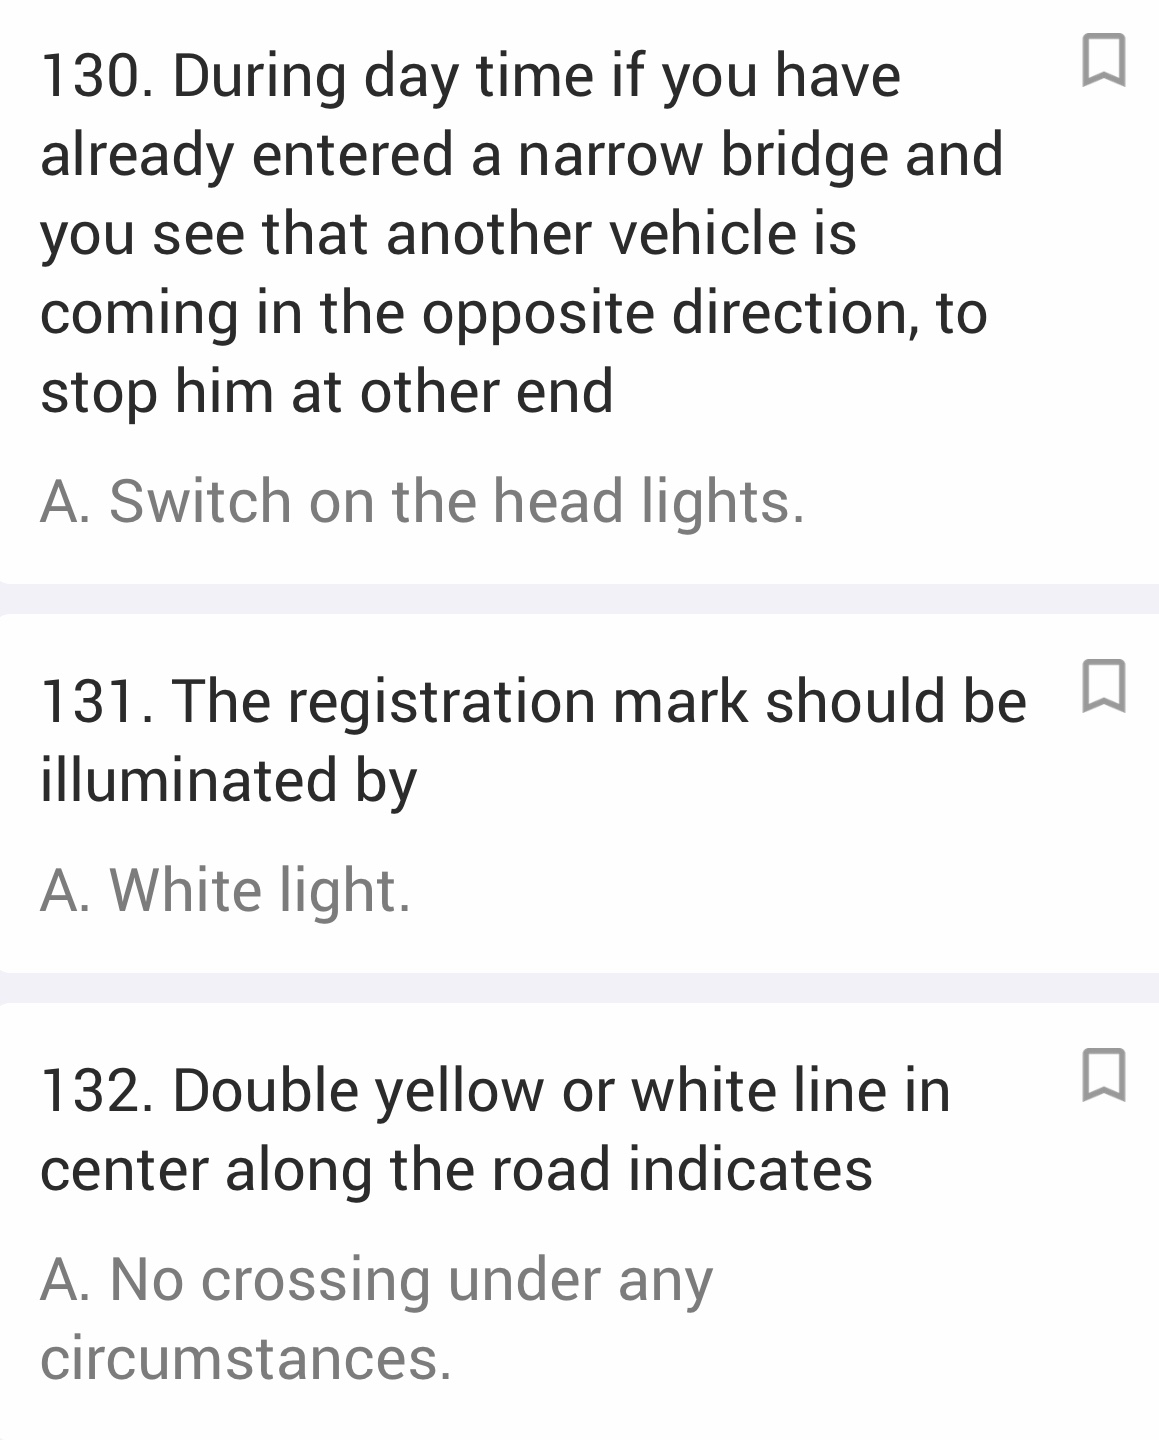 130. During day time if you have
already entered a narrow bridge and
you see that another vehicle is
coming in the opposite direction, to
stop him at other end
A. Switch on the head lights.
131. The registration mark should be
illuminated by
A. White light.
132. Double yellow or white line in
center along the road indicates
A. No crossing under any
circumstances.